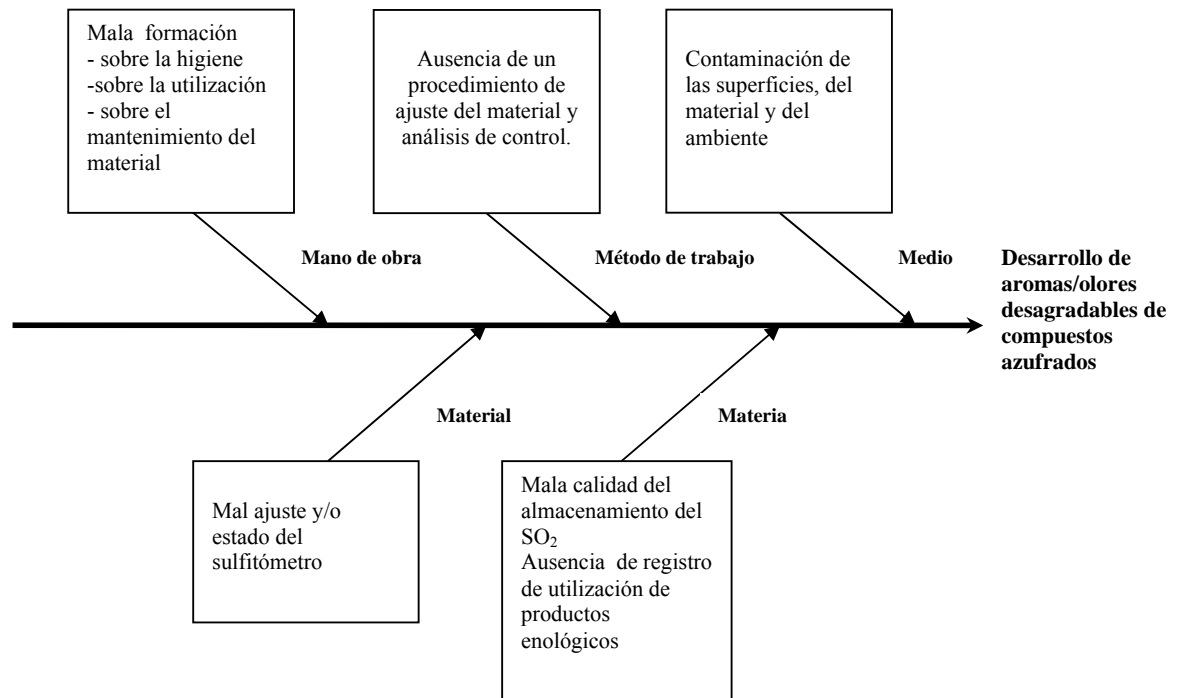 Mala formación
- sobre la higiene
-sobre la utilización
- sobre el
mantenimiento del
material
Ausencia de un
procedimiento de
ajuste del material y
análisis de control.
Contaminación de
las superficies, del
material y del
ambiente
Mano de obra
Método de trabajo
Medio
Desarrollo de
aromas/olores
desagradables de
compuestos
azufrados
Material
Materia
Mal ajuste y/o
estado del
sulfitómetro
Mala calidad del
almacenamiento del
SO₂
Ausencia de registro
de utilización de
productos
enológicos